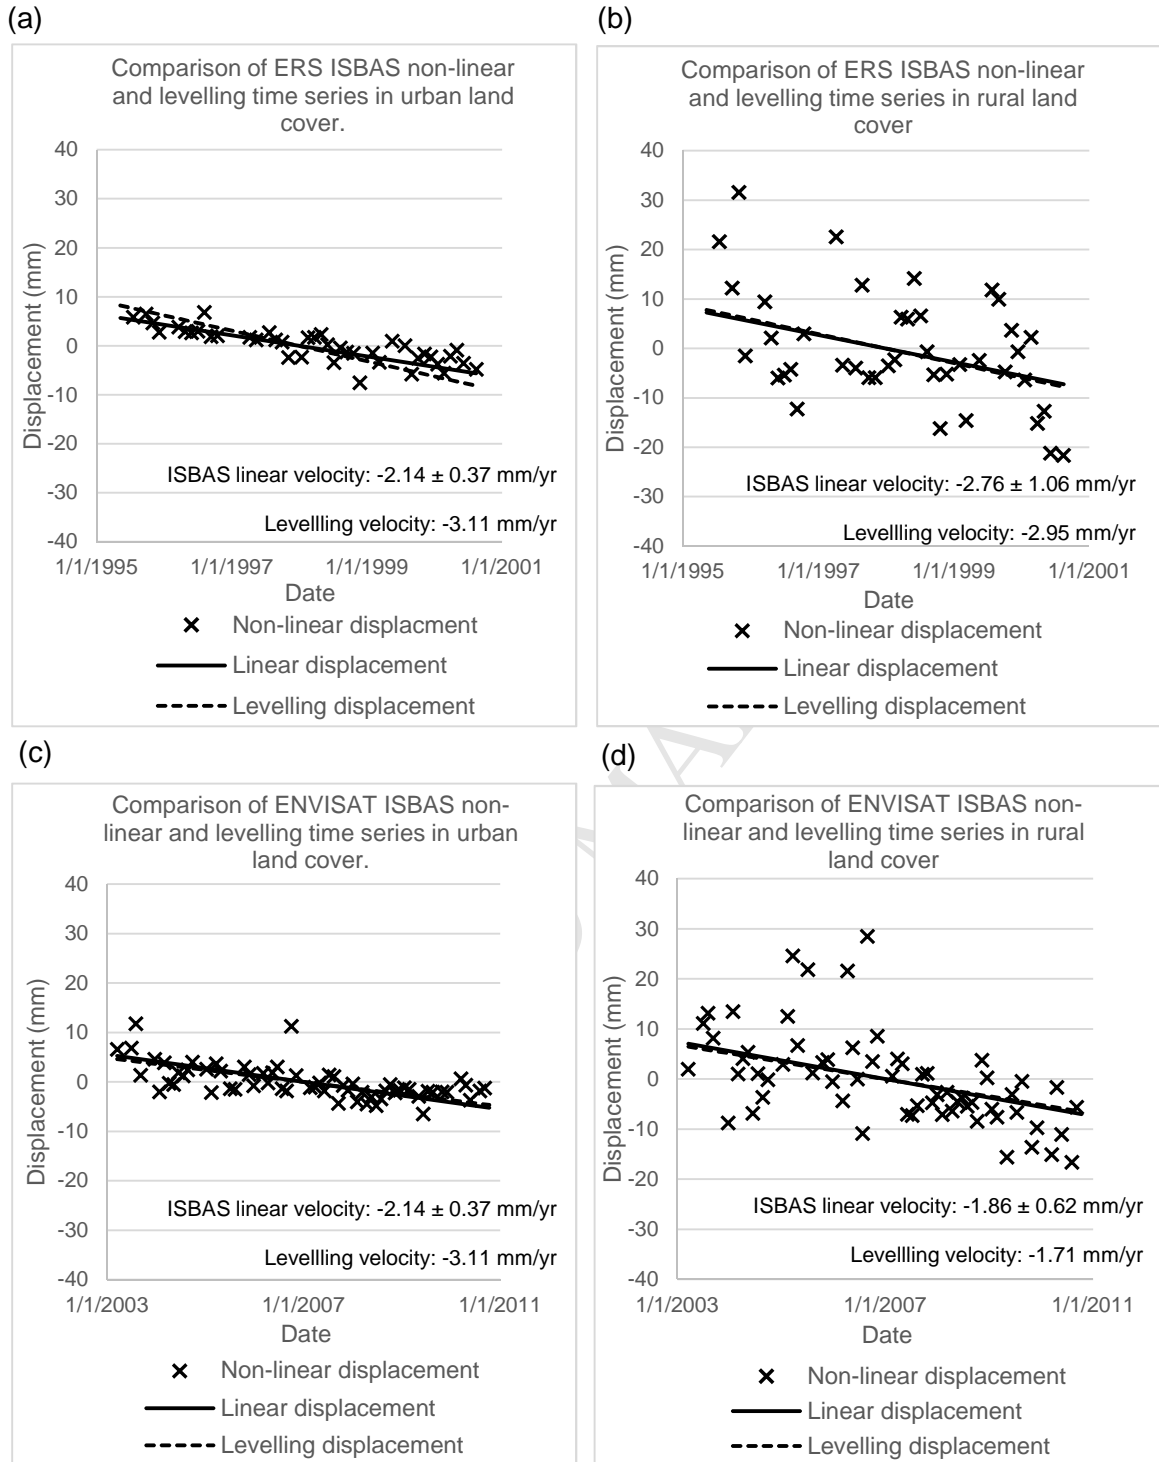 (a)
Comparison of ERS ISBAS non-linear
and levelling time series in urban land
cover.
40
30
20
10
0
-10
-20
-30
-40
Displacement (mm)
ISBAS linear velocity: -2.14 ± 0.37 mm/yr
Levellling velocity: -3.11 mm/yr
1/1/1995
1/1/1997
1/1/1999
1/1/2001
Date
Non-linear displacment
Linear displacement
Levelling displacement
(b)
Comparison of ERS ISBAS non-linear
and levelling time series in rural land
cover
40
30
20
10
0
-10
-20
-30
-40
Displacement (mm)
ISBAS linear velocity: -2.76 ± 1.06 mm/yr
Levellling velocity: -2.95 mm/yr
1/1/1995
1/1/1997
1/1/1999
1/1/2001
Date
Non-linear displacement
Linear displacement
Levelling displacement
(c)
Comparison of ENVISAT ISBAS non-
linear and levelling time series in urban
land cover.
40
30
20
10
0
-10
-20
-30
-40
Displacement (mm)
ISBAS linear velocity: -2.14 ± 0.37 mm/yr
Levellling velocity: -3.11 mm/yr
1/1/2003
1/1/2007
1/1/2011
Date
Non-linear displacement
Linear displacement
Levelling displacement
(d)
Comparison of ENVISAT ISBAS non-
linear and levelling time series in rural
land cover
40
30
20
10
0
-10
-20
-30
-40
Displacement (mm)
ISBAS linear velocity: -1.86 ± 0.62 mm/yr
Levellling velocity: -1.71 mm/yr
1/1/2003
1/1/2007
1/1/2011
Date
Non-linear displacement
Linear displacement
Levelling displacement